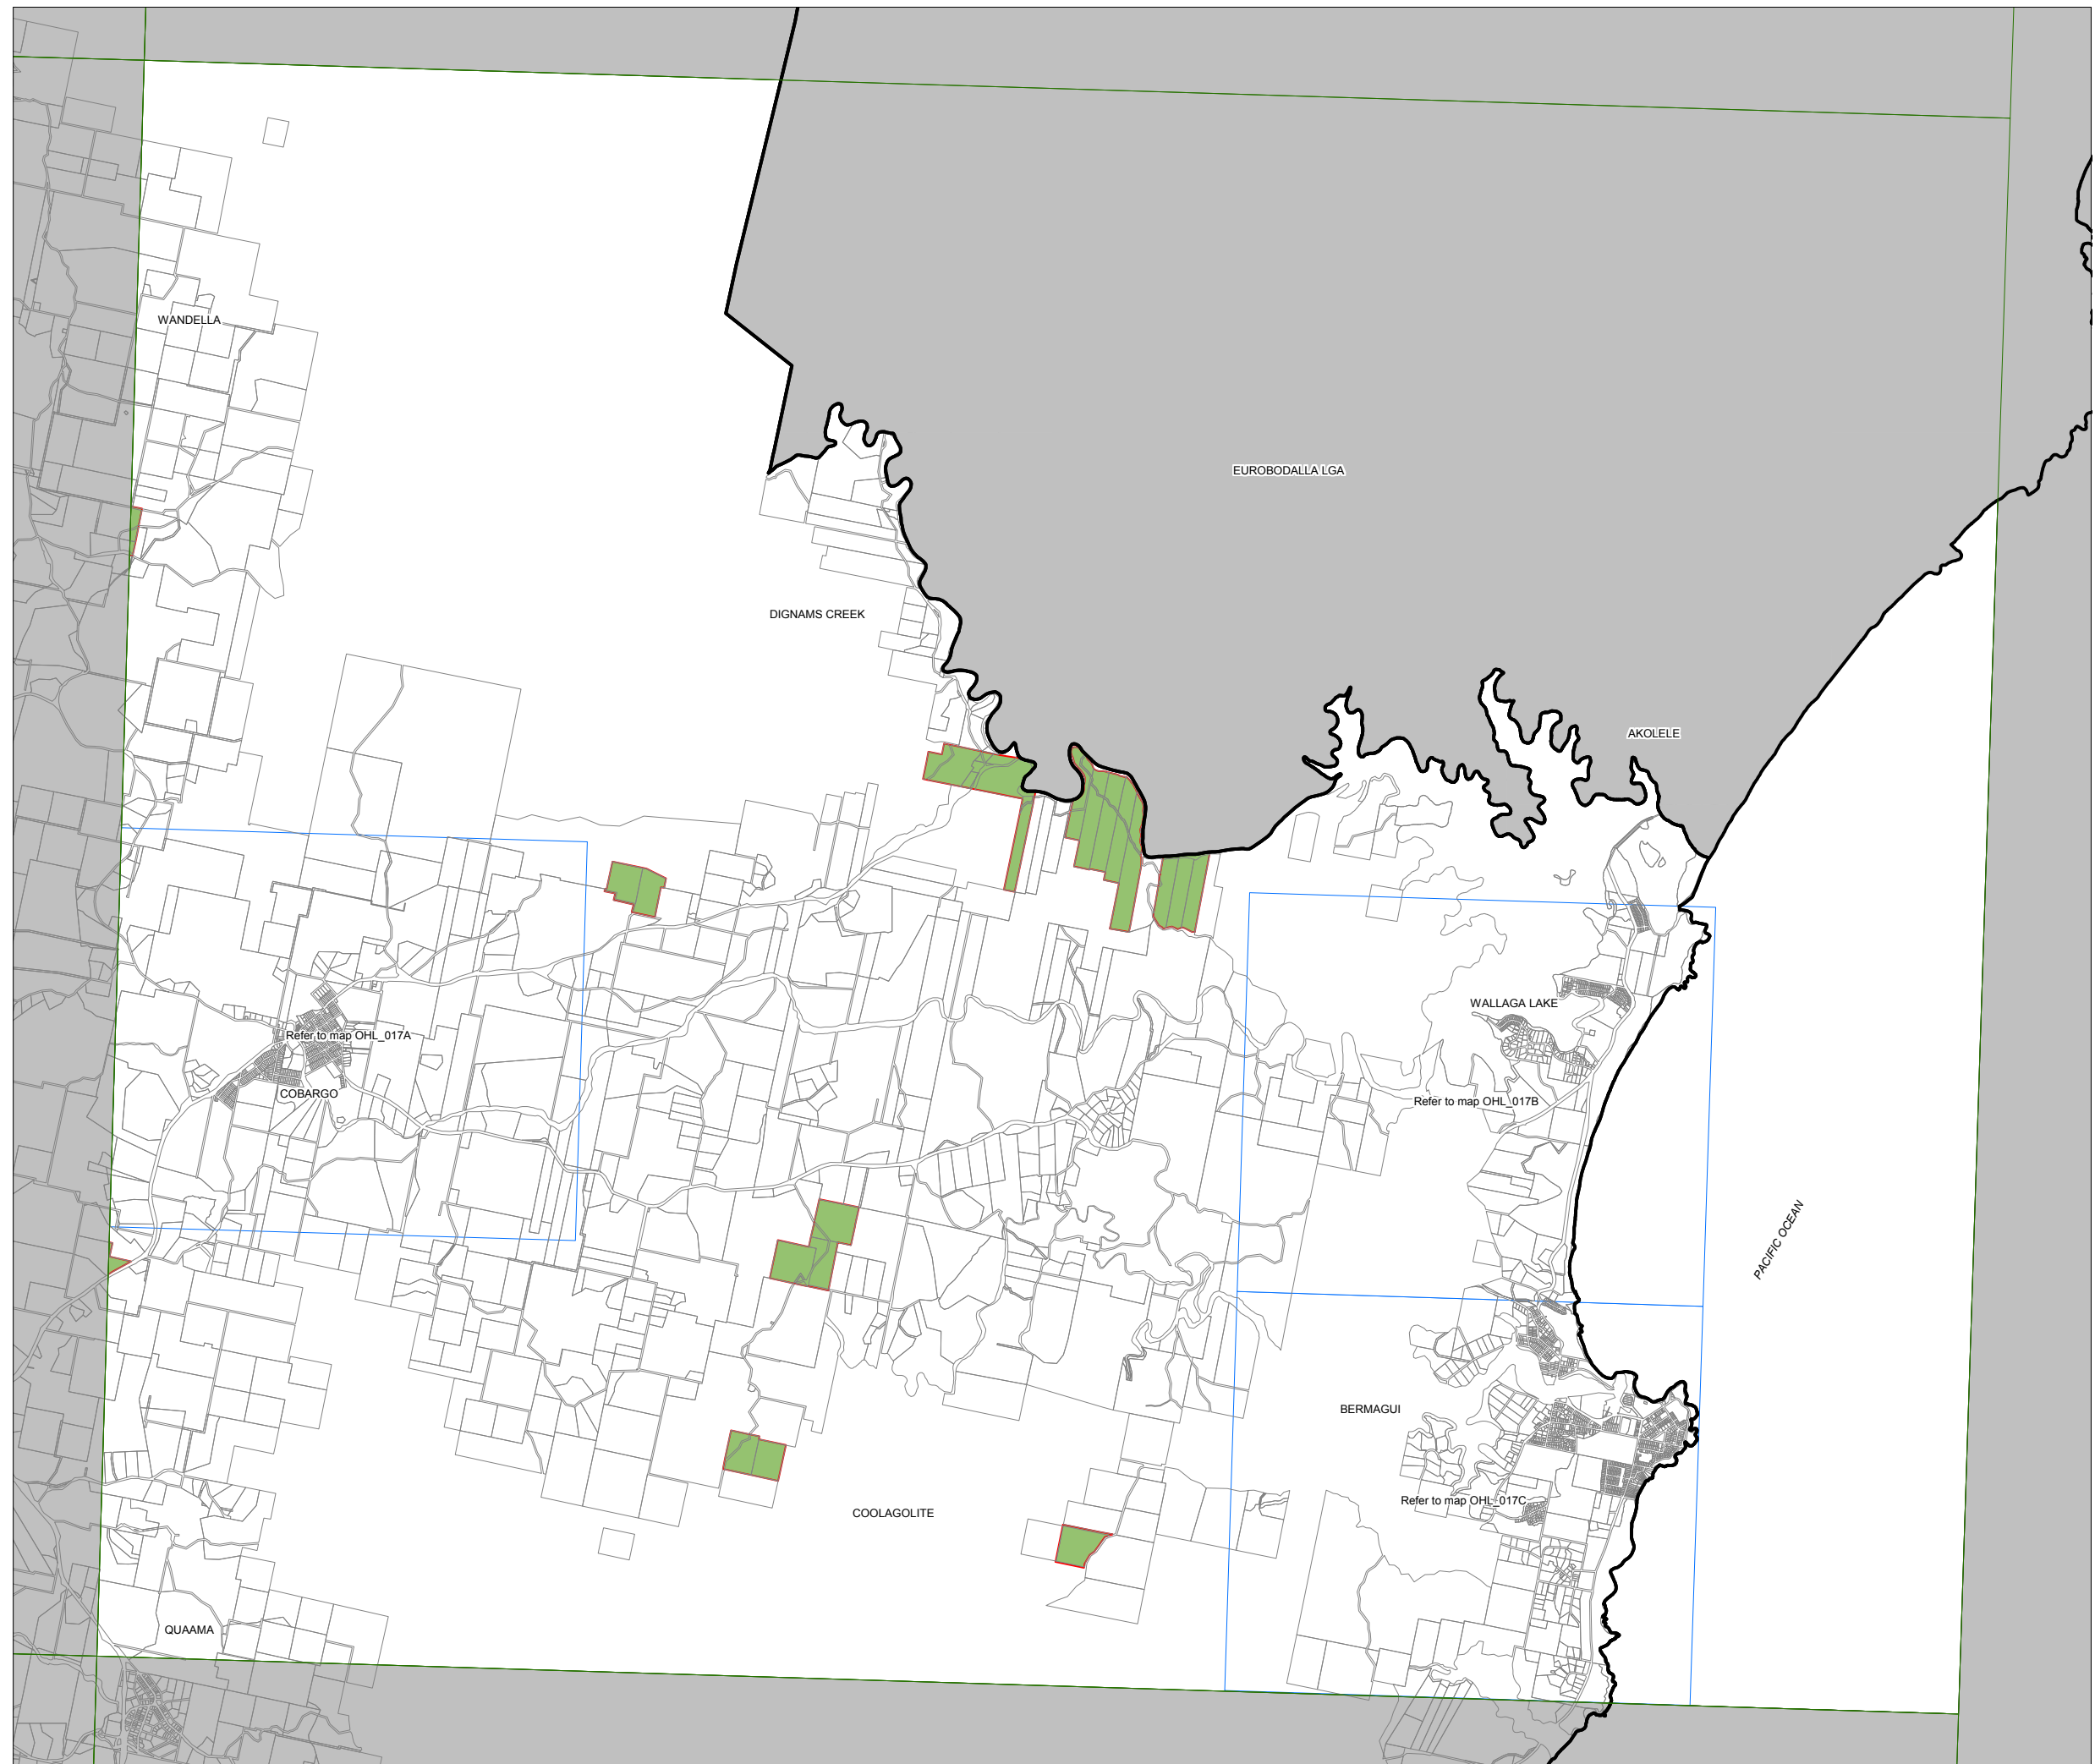 WANDELLA
EUROBODALLA LGA
DIGNAMS CREEK
AKOLELE
WALLAGA LAKE
Refer to map OHL_017A
COBARGO
Refer to map OHL_017B
PACIFIC OCEAN
BERMAGUI
Refer to map OHL_017C
COOLAGOLITE
QUAAMA